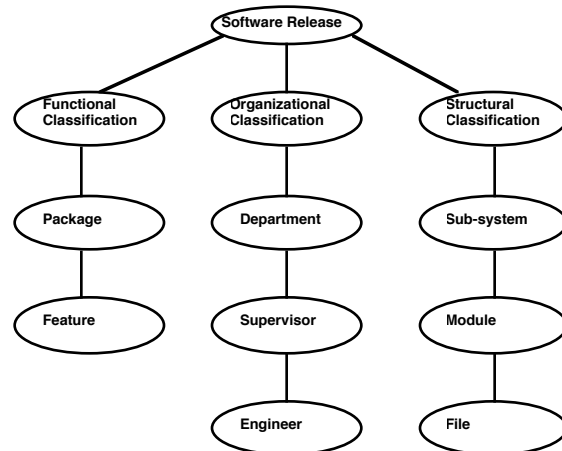 Software Release
Functional
Classification
Organizational
Classification
Structural
Classification
Package
Department
Sub-system
Feature
Supervisor
Module
Engineer
File